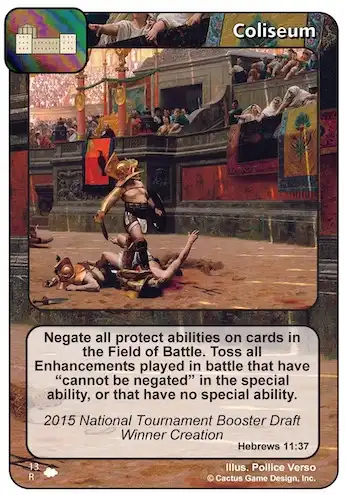 Coliseum
Negate all protect abilities on cards in
the Field of Battle. Toss all
Enhancements played in battle that have
“cannot be negated” in the special
ability, or that have no special ability.
2015 National Tournament Booster Draft
Winner Creation
Hebrews 11:37
13
R
Illus. Pollice Verso
© Cactus Game Design, Inc.